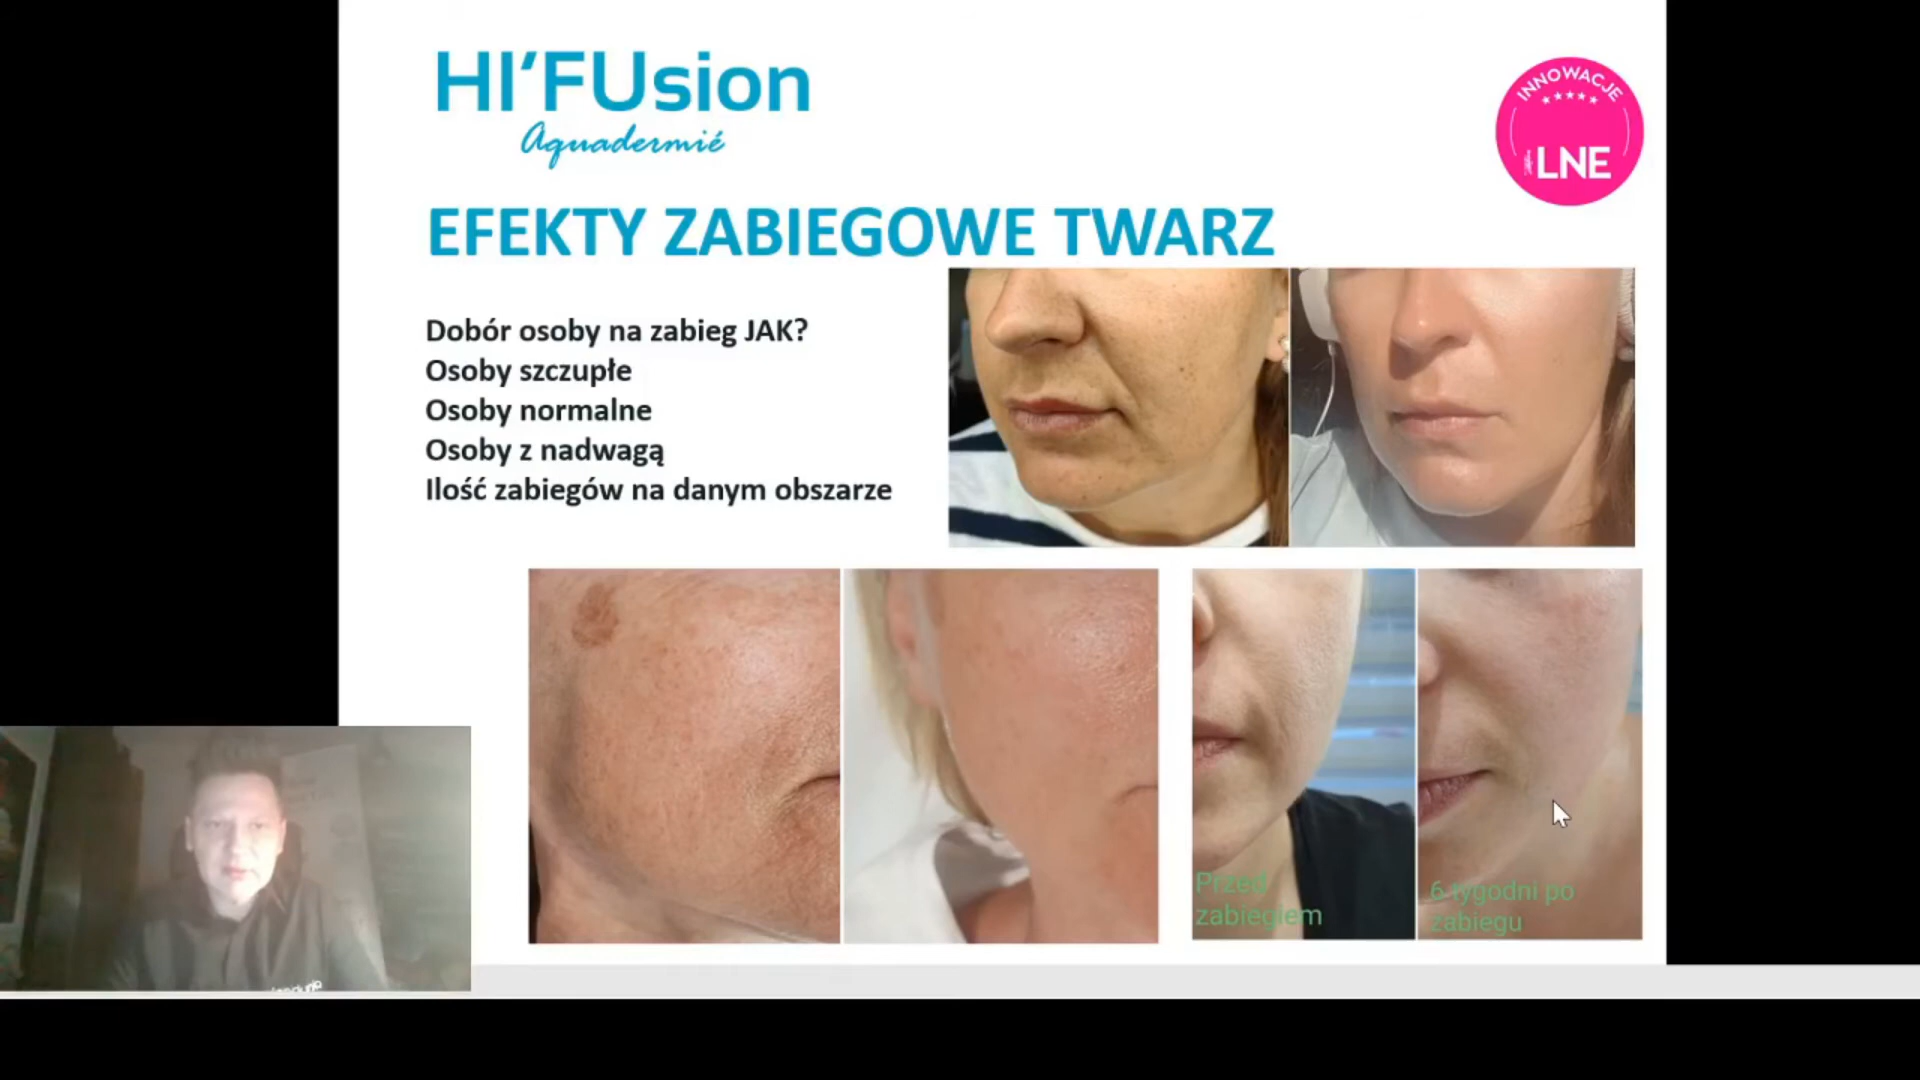 HI’FUsion
Aquadermié
INNOWACJE
LNE
EFEKTY ZABIEGOWE TWARZ
Dobór osoby na zabieg JAK?
Osoby szczupłe
Osoby normalne
Osoby z nadwagą
Ilość zabiegów na danym obszarze
Przed
zabiegiem
6 tygodni po
zabiegu